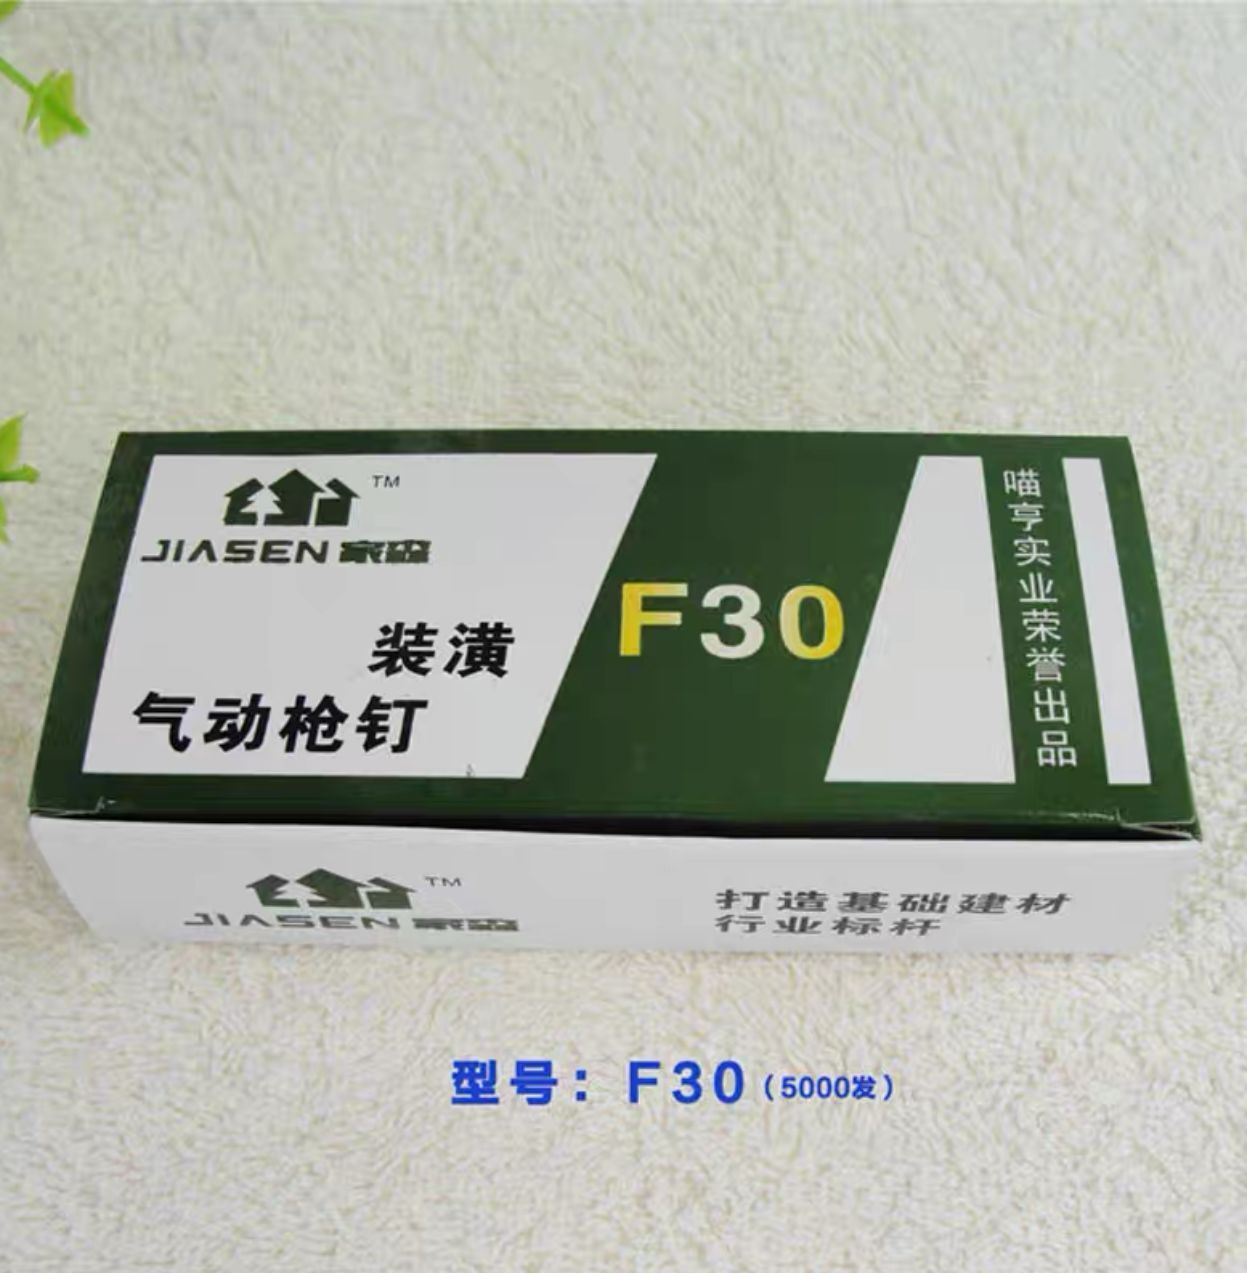 TM
JIASEN 家森
装潢
气动枪钉
F30
喵亨实业荣誉出品
TM
JIASEN 家森
打造基础建材
行业标杆
型号：F30（5000发）